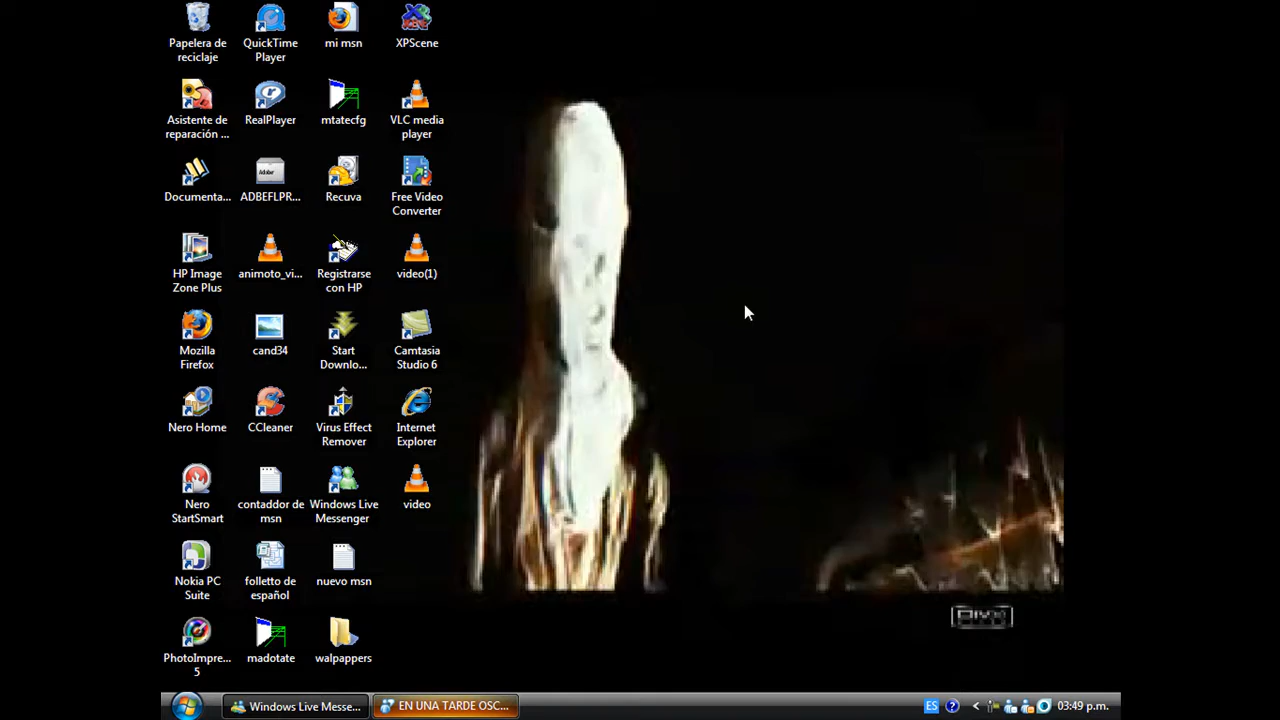 Papelera de
reciclaje
QuickTime
Player
mi msn
XPScene
Asistente de
reparación ...
RealPlayer
mtatecfg
VLC media
player
Documenta...
Adobe
ADBEFLPR...
Recuva
Free Video
Converter
HP Image
Zone Plus
animoto_vi...
Registrarse
con HP
video(1)
Mozilla
Firefox
cand34
Start
Downlo...
Camtasia
Studio 6
Nero Home
CCleaner
Virus Effect
Remover
Internet
Explorer
Nero
StartSmart
contaddor de
msn
Windows Live
Messenger
video
Nokia PC
Suite
folletto de
español
nuevo msn
PhotoImpre...
5
madotate
walpappers
Windows Live Messe...
EN UNA TARDE OSC...
ES
03:49 p.m.